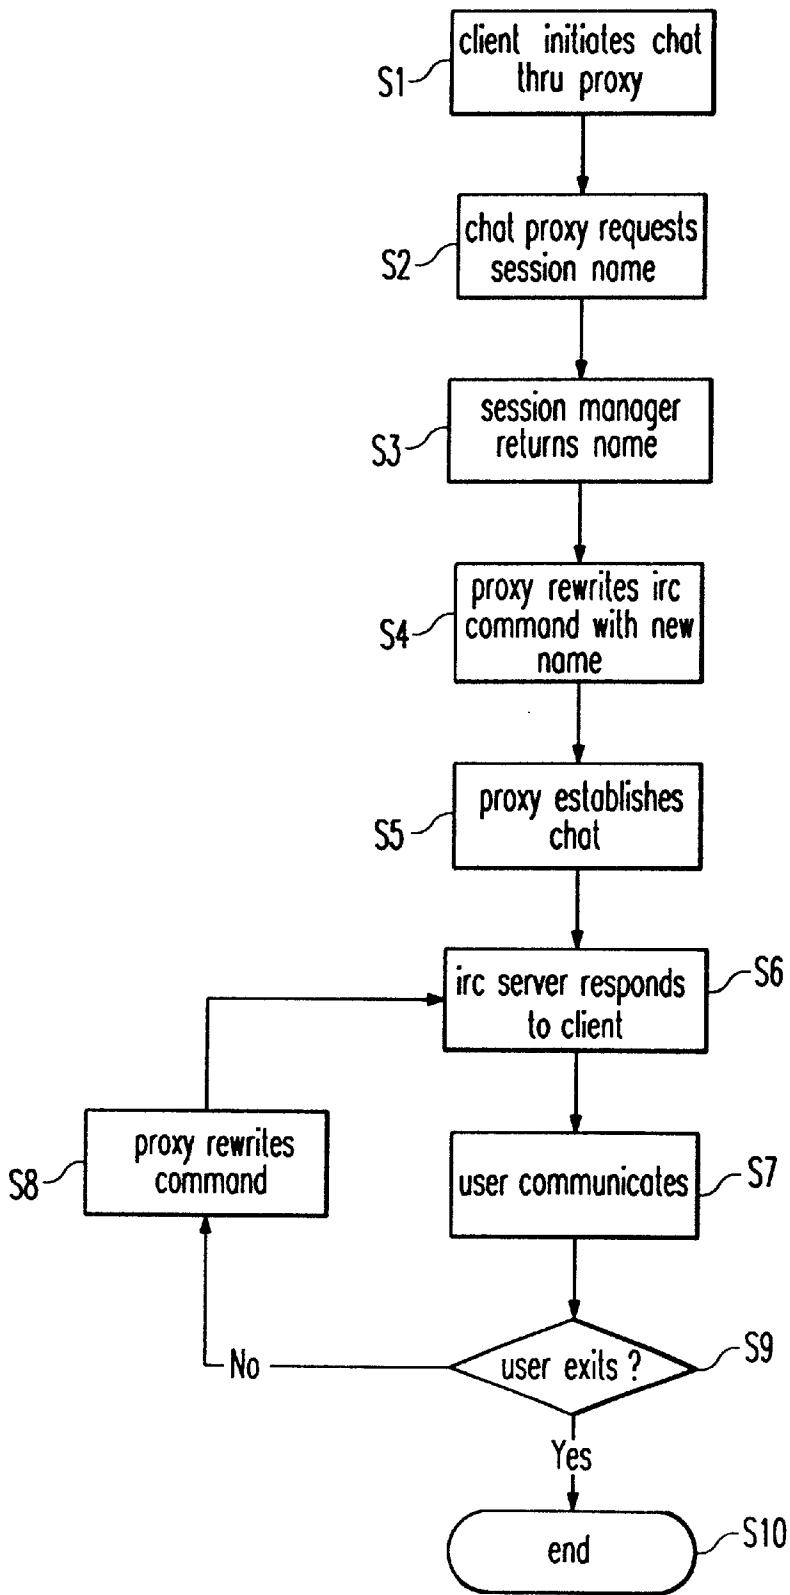 client initiates chat
thru proxy
S1
chat proxy requests
session name
S2
session manager
returns name
S3
proxy rewrites irc
command with new
name
S4
proxy establishes
chat
S5
irc server responds
to client
S6
proxy rewrites
command
S8
user communicates
S7
user exits ?
S9
No
Yes
end
S10